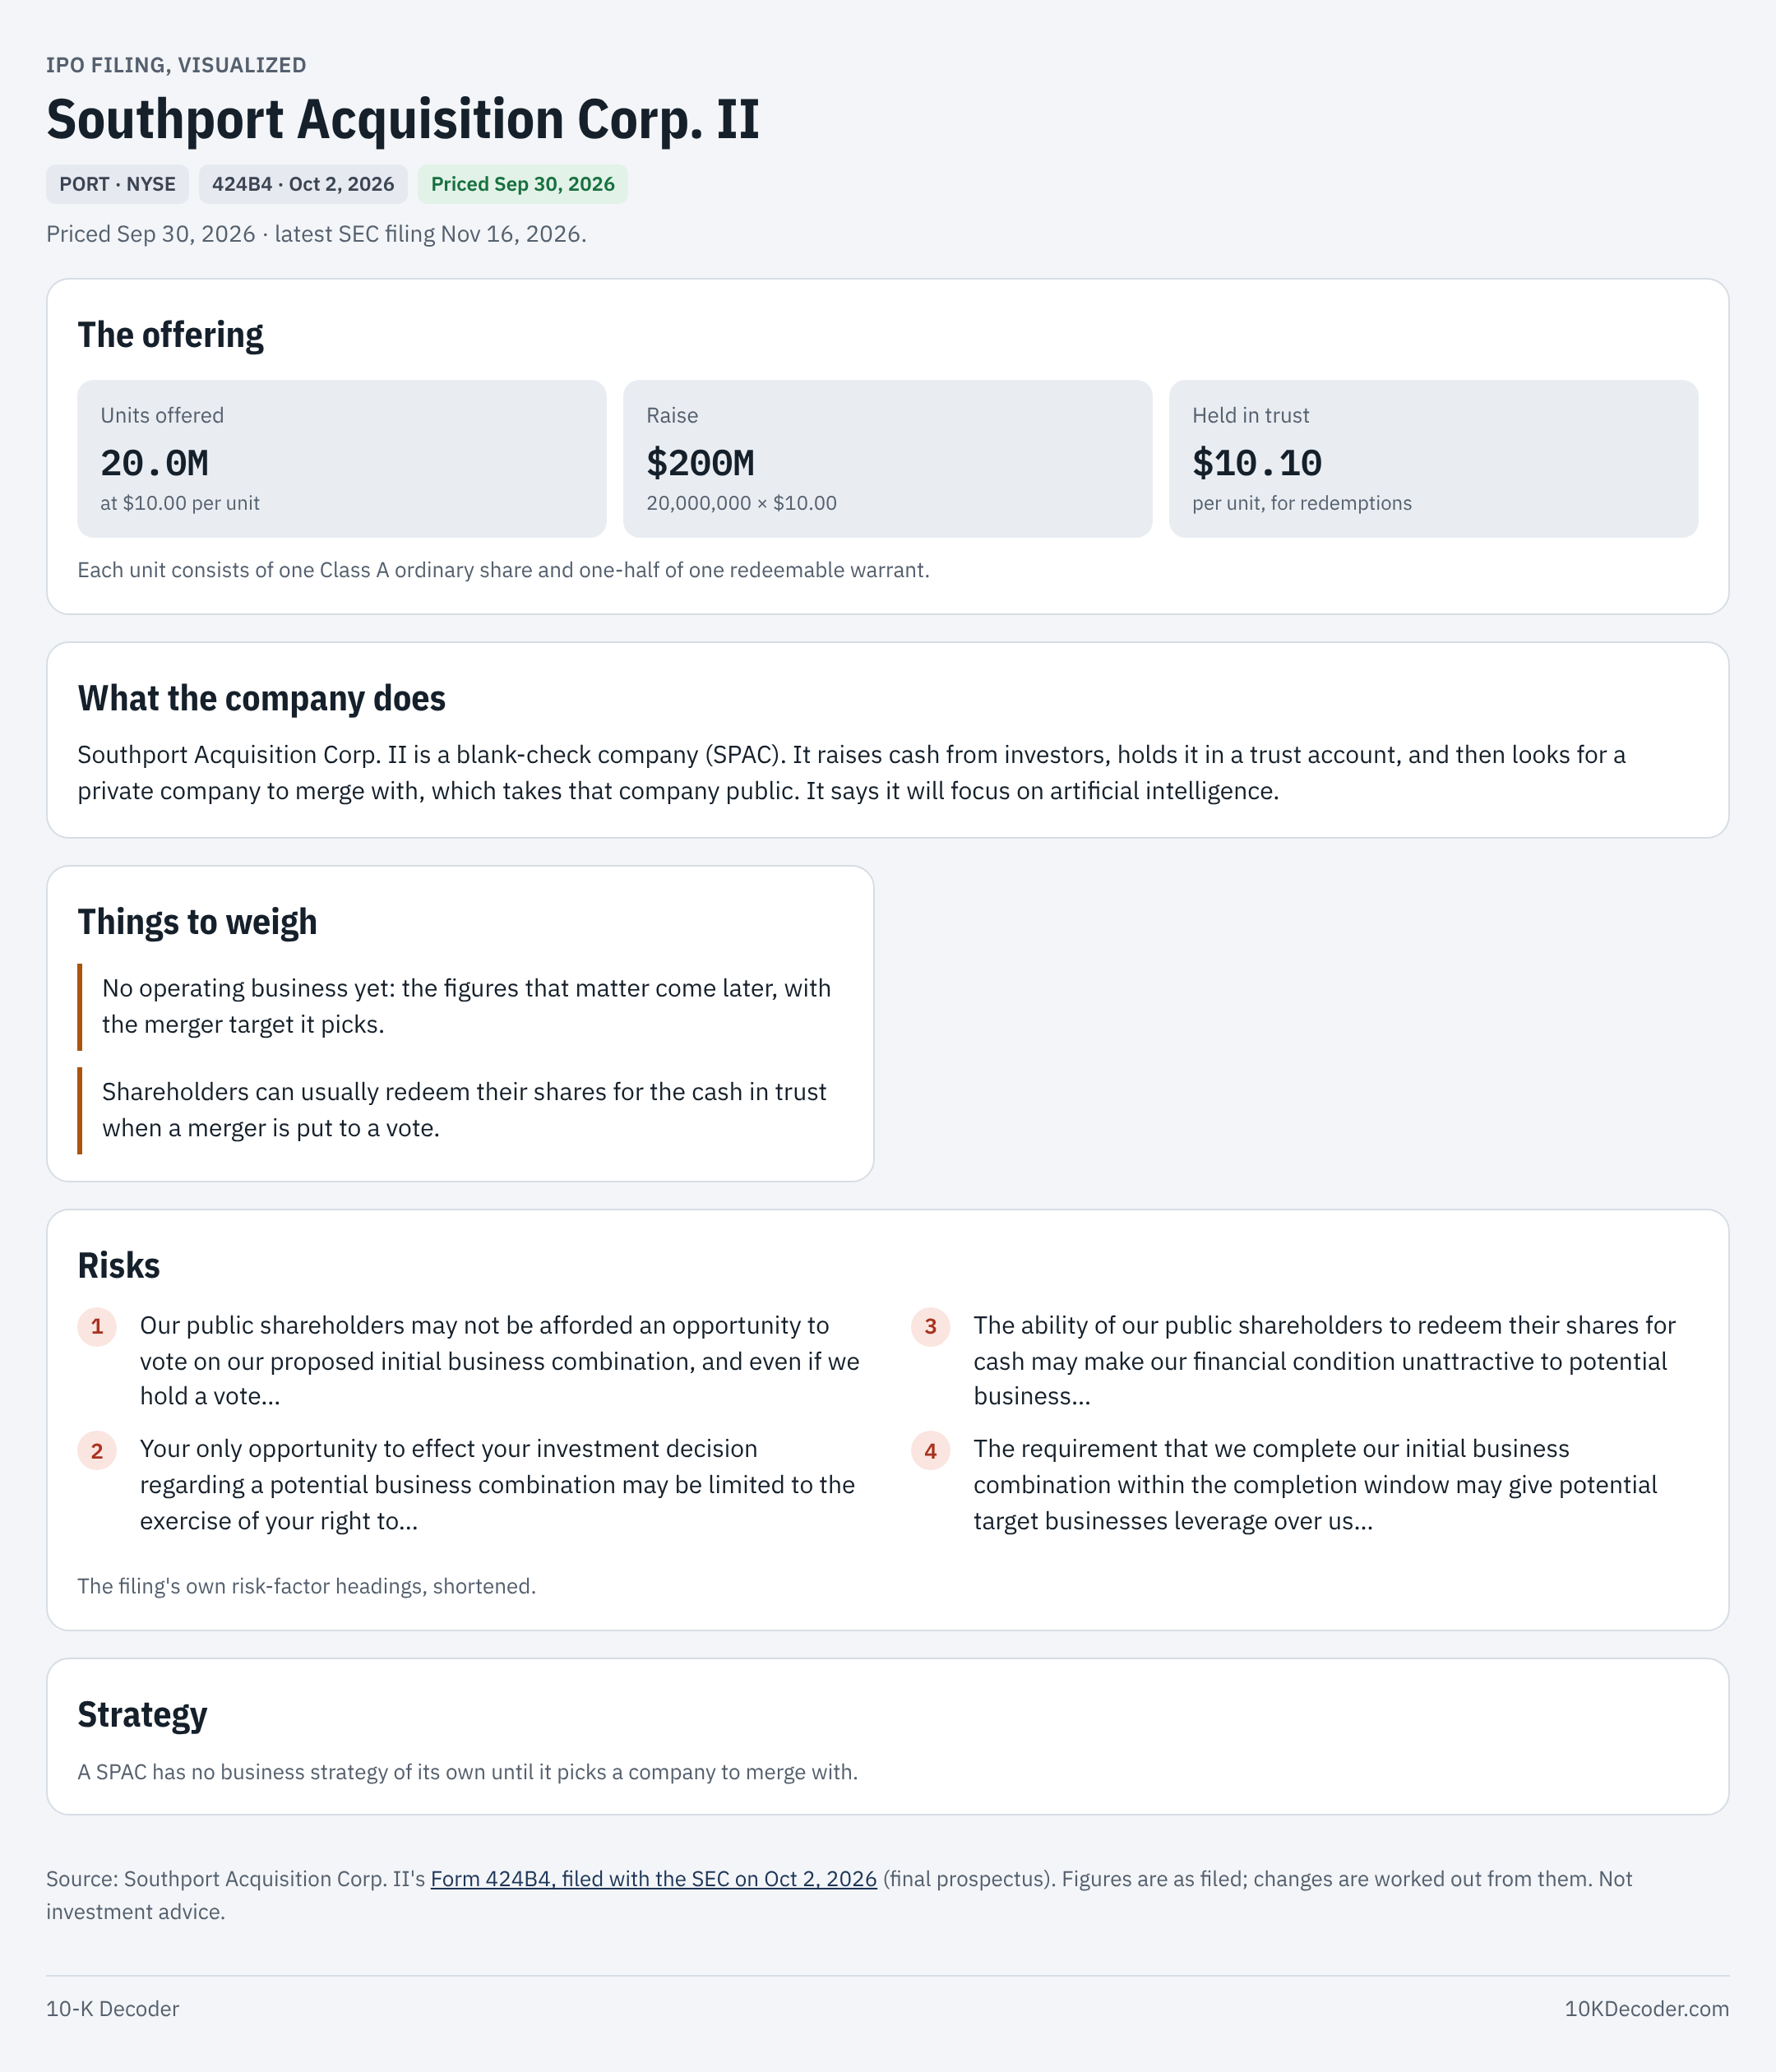 IPO FILING, VISUALIZED
Southport Acquisition Corp. II
PORT · NYSE
424B4 · Oct 2, 2026
Priced Sep 30, 2026
Priced Sep 30, 2026 · latest SEC filing Nov 16, 2026.
The offering
Units offered
20.0M
at $10.00 per unit
Raise
$200M
20,000,000 × $10.00
Held in trust
$10.10
per unit, for redemptions
Each unit consists of one Class A ordinary share and one-half of one redeemable warrant.
What the company does
Southport Acquisition Corp. II is a blank-check company (SPAC). It raises cash from investors, holds it in a trust account, and then looks for a
private company to merge with, which takes that company public. It says it will focus on artificial intelligence.
Things to weigh
No operating business yet: the figures that matter come later, with
the merger target it picks.
Shareholders can usually redeem their shares for the cash in trust
when a merger is put to a vote.
Risks
1
Our public shareholders may not be afforded an opportunity to
vote on our proposed initial business combination, and even if we
hold a vote…
2
Your only opportunity to effect your investment decision
regarding a potential business combination may be limited to the
exercise of your right to…
3
The ability of our public shareholders to redeem their shares for
cash may make our financial condition unattractive to potential
business…
4
The requirement that we complete our initial business
combination within the completion window may give potential
target businesses leverage over us…
The filing's own risk-factor headings, shortened.
Strategy
A SPAC has no business strategy of its own until it picks a company to merge with.
Source: Southport Acquisition Corp. II's Form 424B4, filed with the SEC on Oct 2, 2026 (final prospectus). Figures are as filed; changes are worked out from them. Not
investment advice.
10-K Decoder
10KDecoder.com